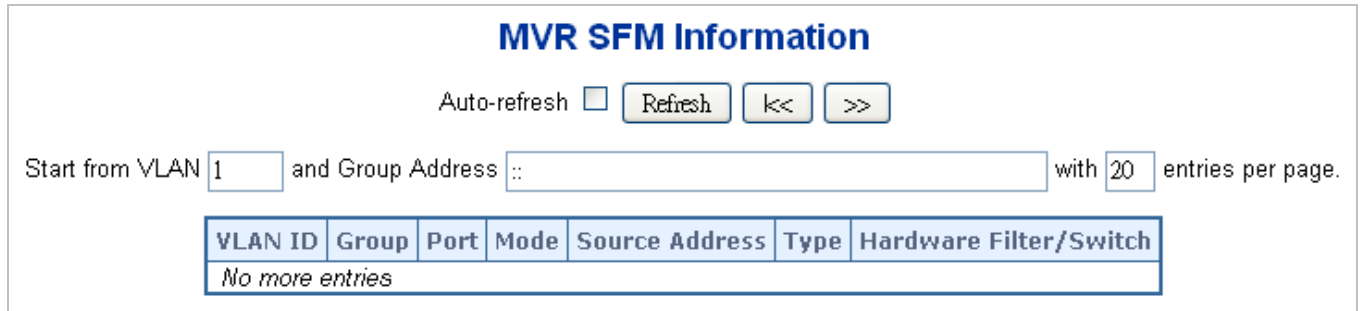 MVR SFM Information
Auto-refresh Refresh |<< >>
Start from VLAN 1 and Group Address :: with 20 entries per page.
VLAN ID Group Port Mode Source Address Type Hardware Filter/Switch
No more entries